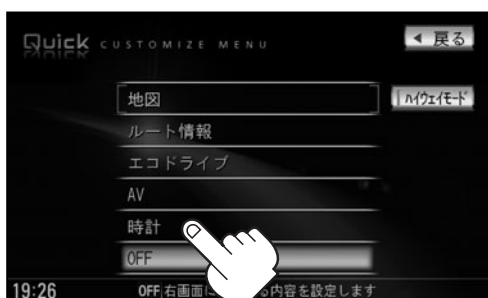 Quick CUSTOMIZE MENU
◀ 戻る
地図
ハイウェイモード
ルート情報
エコドライブ
AV
時計
OFF
19:26
OFF 右画面に る内容を設定します